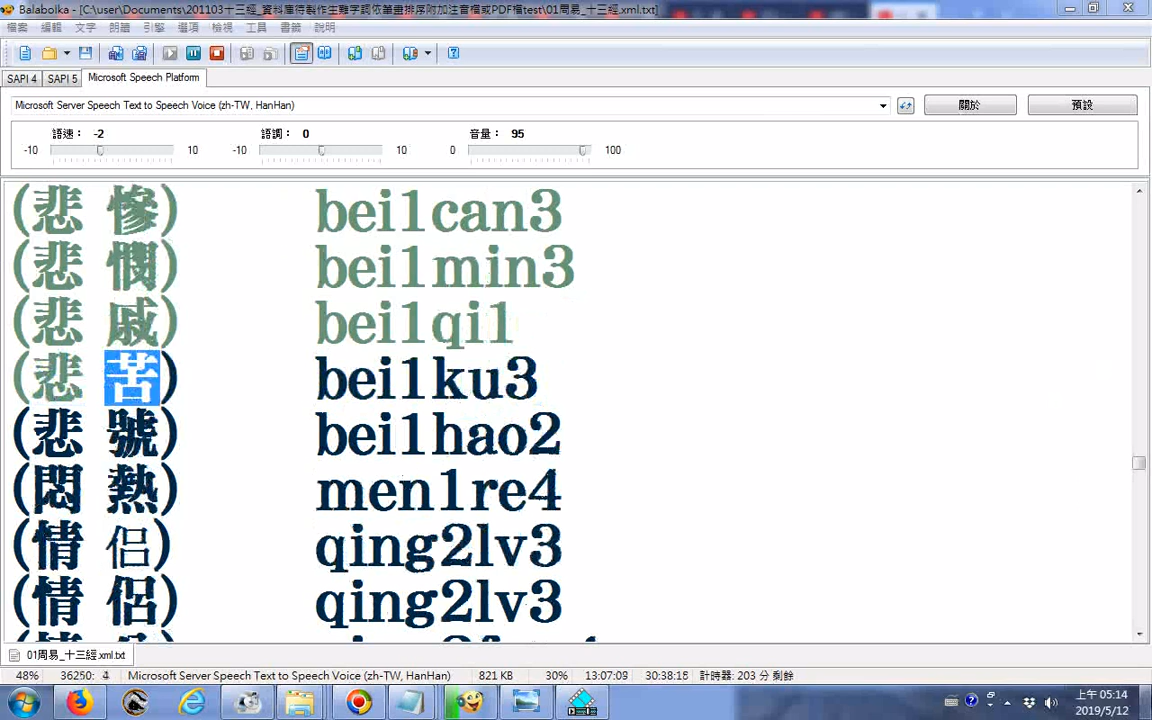 Balabolka - [C:\user\Documents\201103十三經_資料庫待製作生難字詞依筆畫排序附加注音檔或PDF檔test\01周易_十三經.xml.txt]
檔案 編輯 文字 朗讀 引擎 選項 檢視 工具 書籤 說明
SAPI 4 SAPI 5 Microsoft Speech Platform
Microsoft Server Speech Text to Speech Voice (zh-TW, HanHan) 關於 預設
語速： -2 語調： 0 音量： 95
-10 10 -10 10 0 100
(悲 慘) bei1can3
(悲 憫) bei1min3
(悲 戚) bei1qi1
(悲 苦) bei1ku3
(悲 號) bei1hao2
(悶 熱) men1re4
(情 侣) qing2lv3
(情 侶) qing2lv3
01周易_十三經.xml.txt
48% 36250: 4 Microsoft Server Speech Text to Speech Voice (zh-TW, HanHan) 821 KB 30% 13:07:09 30:38:18 計時器: 203 分 剩餘
上午 05:14
2019/5/12